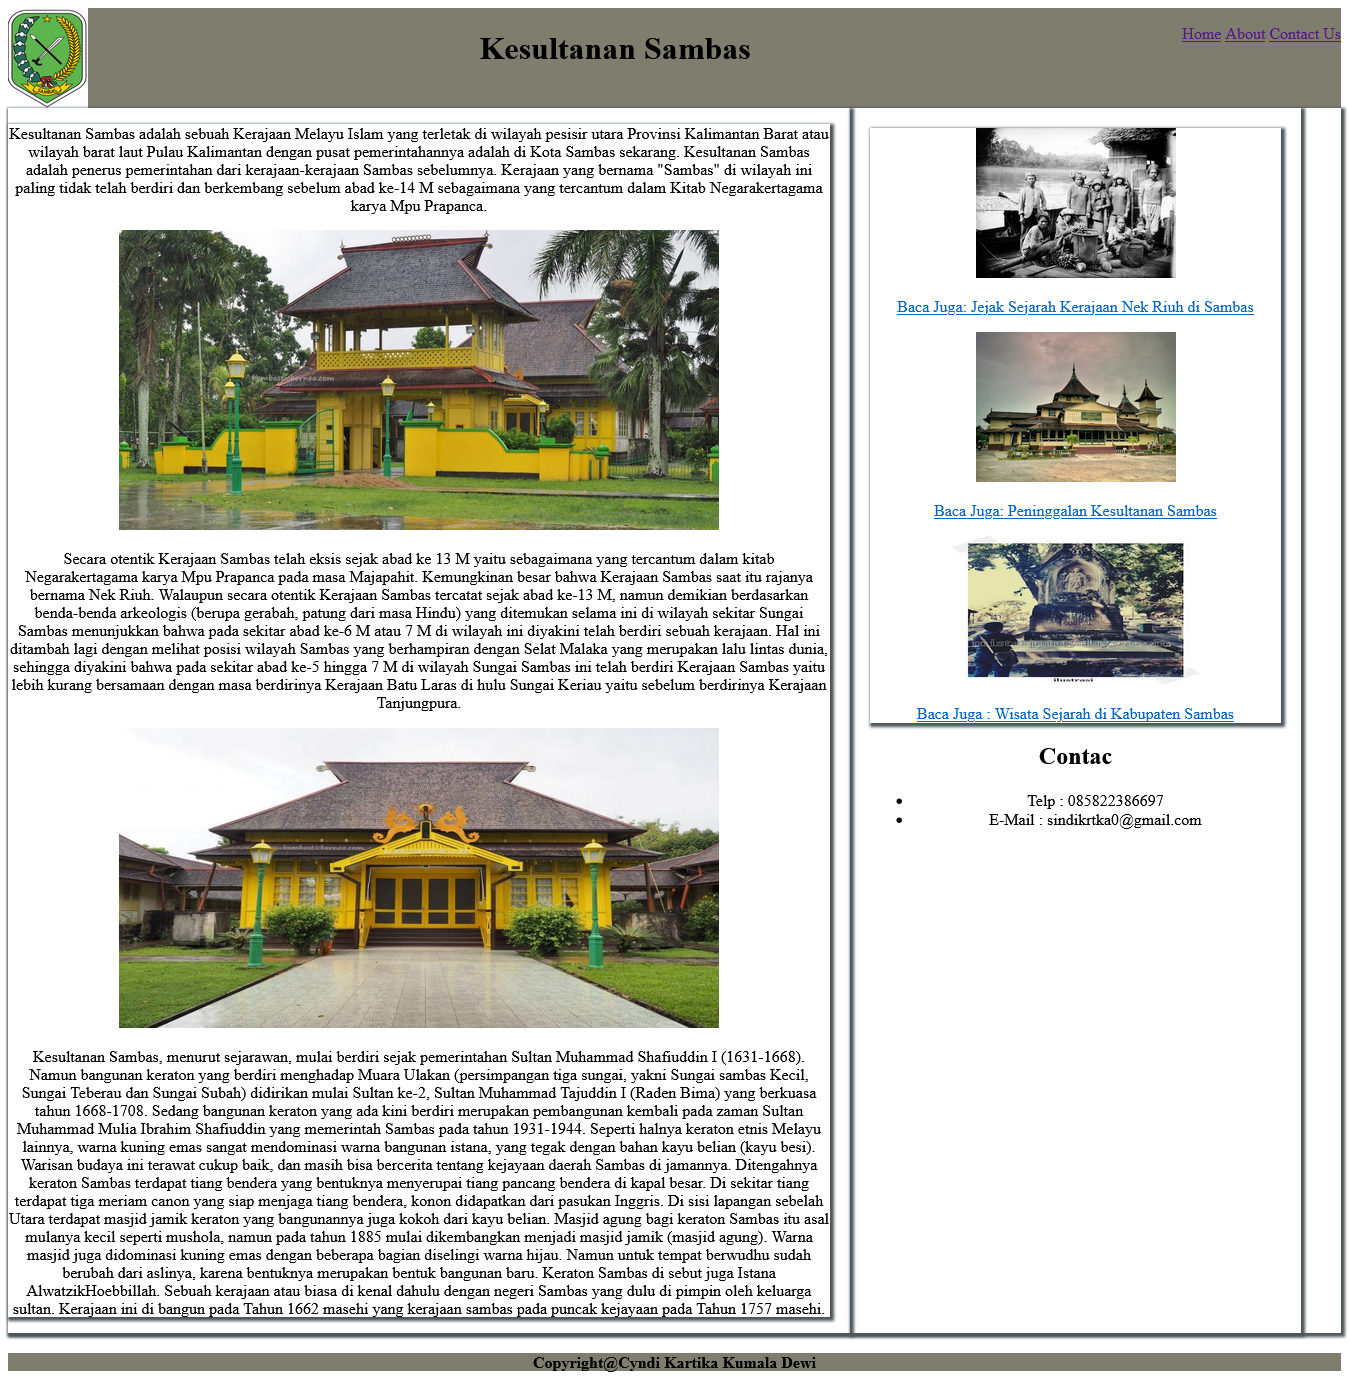 SAMBAS
Kesultanan Sambas
Home About Contact Us
Kesultanan Sambas adalah sebuah Kerajaan Melayu Islam yang terletak di wilayah pesisir utara Provinsi Kalimantan Barat atau
wilayah barat laut Pulau Kalimantan dengan pusat pemerintahannya adalah di Kota Sambas sekarang. Kesultanan Sambas
adalah penerus pemerintahan dari kerajaan-kerajaan Sambas sebelumnya. Kerajaan yang bernama "Sambas" di wilayah ini
paling tidak telah berdiri dan berkembang sebelum abad ke-14 M sebagaimana yang tercantum dalam Kitab Negarakertagama
karya Mpu Prapanca.
bombasticborneo.com
Secara otentik Kerajaan Sambas telah eksis sejak abad ke 13 M yaitu sebagaimana yang tercantum dalam kitab
Negarakertagama karya Mpu Prapanca pada masa Majapahit. Kemungkinan besar bahwa Kerajaan Sambas saat itu rajanya
bernama Nek Riuh. Walaupun secara otentik Kerajaan Sambas tercatat sejak abad ke-13 M, namun demikian berdasarkan
benda-benda arkeologis (berupa gerabah, patung dari masa Hindu) yang ditemukan selama ini di wilayah sekitar Sungai
Sambas menunjukkan bahwa pada sekitar abad ke-6 M atau 7 M di wilayah ini diyakini telah berdiri sebuah kerajaan. Hal ini
ditambah lagi dengan melihat posisi wilayah Sambas yang berhampiran dengan Selat Malaka yang merupakan lalu lintas dunia,
sehingga diyakini bahwa pada sekitar abad ke-5 hingga 7 M di wilayah Sungai Sambas ini telah berdiri Kerajaan Sambas yaitu
lebih kurang bersamaan dengan masa berdirinya Kerajaan Batu Laras di hulu Sungai Keriau yaitu sebelum berdirinya Kerajaan
Tanjungpura.
bombasticborneo.com
Kesultanan Sambas, menurut sejarawan, mulai berdiri sejak pemerintahan Sultan Muhammad Shafiuddin I (1631-1668).
Namun bangunan keraton yang berdiri menghadap Muara Ulakan (persimpangan tiga sungai, yakni Sungai sambas Kecil,
Sungai Teberau dan Sungai Subah) didirikan mulai Sultan ke-2, Sultan Muhammad Tajuddin I (Raden Bima) yang berkuasa
tahun 1668-1708. Sedang bangunan keraton yang ada kini berdiri merupakan pembangunan kembali pada zaman Sultan
Muhammad Mulia Ibrahim Shafiuddin yang memerintah Sambas pada tahun 1931-1944. Seperti halnya keraton etnis Melayu
lainnya, warna kuning emas sangat mendominasi warna bangunan istana, yang tegak dengan bahan kayu belian (kayu besi).
Warisan budaya ini terawat cukup baik, dan masih bisa bercerita tentang kejayaan daerah Sambas di jamannya. Ditengahnya
keraton Sambas terdapat tiang bendera yang bentuknya menyerupai tiang pancang bendera di kapal besar. Di sekitar tiang
terdapat tiga meriam canon yang siap menjaga tiang bendera, konon didapatkan dari pasukan Inggris. Di sisi lapangan sebelah
Utara terdapat masjid jamik keraton yang bangunannya juga kokoh dari kayu belian. Masjid agung bagi keraton Sambas itu asal
mulanya kecil seperti mushola, namun pada tahun 1885 mulai dikembangkan menjadi masjid jamik (masjid agung). Warna
masjid juga didominasi kuning emas dengan beberapa bagian diselingi warna hijau. Namun untuk tempat berwudhu sudah
berubah dari aslinya, karena bentuknya merupakan bentuk bangunan baru. Keraton Sambas di sebut juga Istana
AlwatzikHoebbillah. Sebuah kerajaan atau biasa di kenal dahulu dengan negeri Sambas yang dulu di pimpin oleh keluarga
sultan. Kerajaan ini di bangun pada Tahun 1662 masehi yang kerajaan sambas pada puncak kejayaan pada Tahun 1757 masehi.
Baca Juga: Jejak Sejarah Kerajaan Nek Riuh di Sambas
Baca Juga: Peninggalan Kesultanan Sambas
ilustrasi
Baca Juga : Wisata Sejarah di Kabupaten Sambas
Contac
• Telp : 085822386697
• E-Mail : sindikrtka0@gmail.com
Copyright@Cyndi Kartika Kumala Dewi